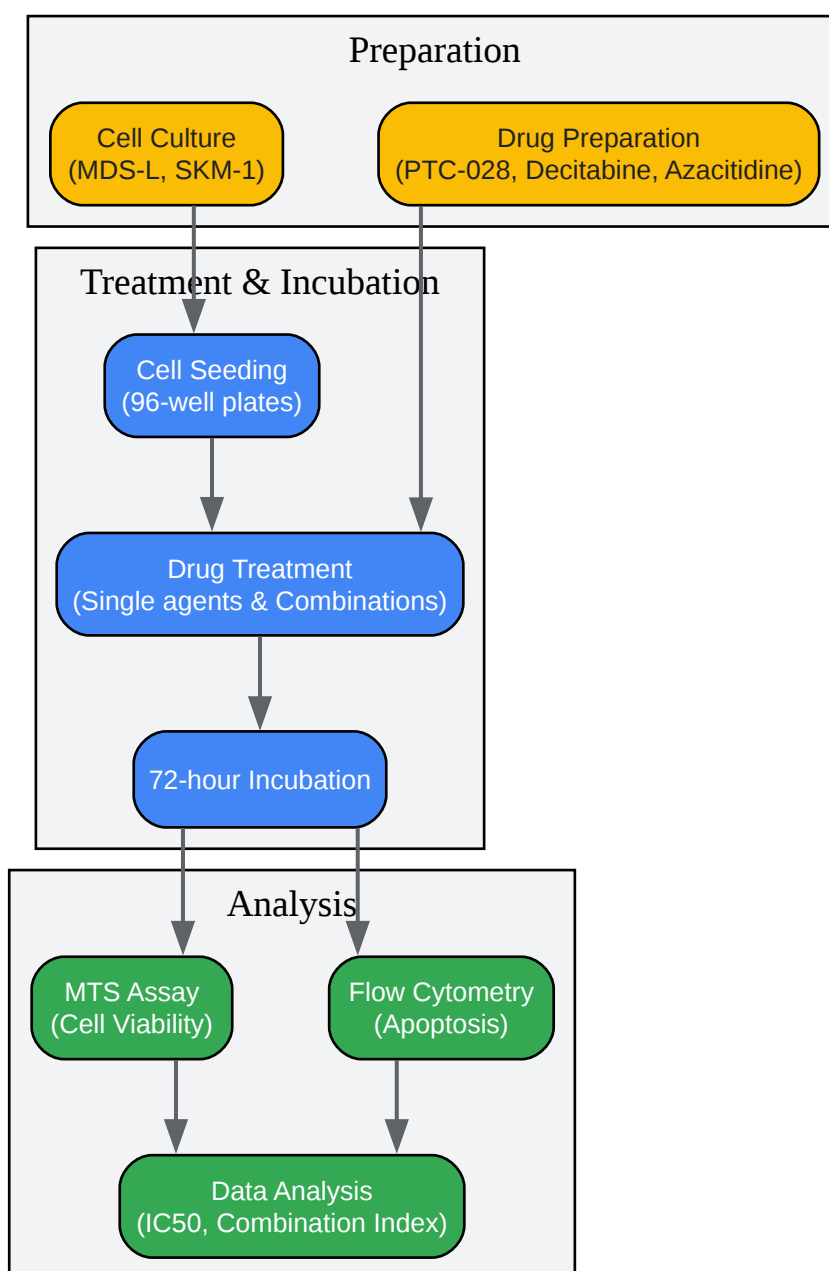 Preparation
Cell Culture
(MDS-L, SKM-1)
Drug Preparation
(PTC-028, Decitabine, Azacitidine)
Treatment & Incubation
Cell Seeding
(96-well plates)
Drug Treatment
(Single agents & Combinations)
72-hour Incubation
Analysis
MTS Assay
(Cell Viability)
Flow Cytometry
(Apoptosis)
Data Analysis
(IC50, Combination Index)